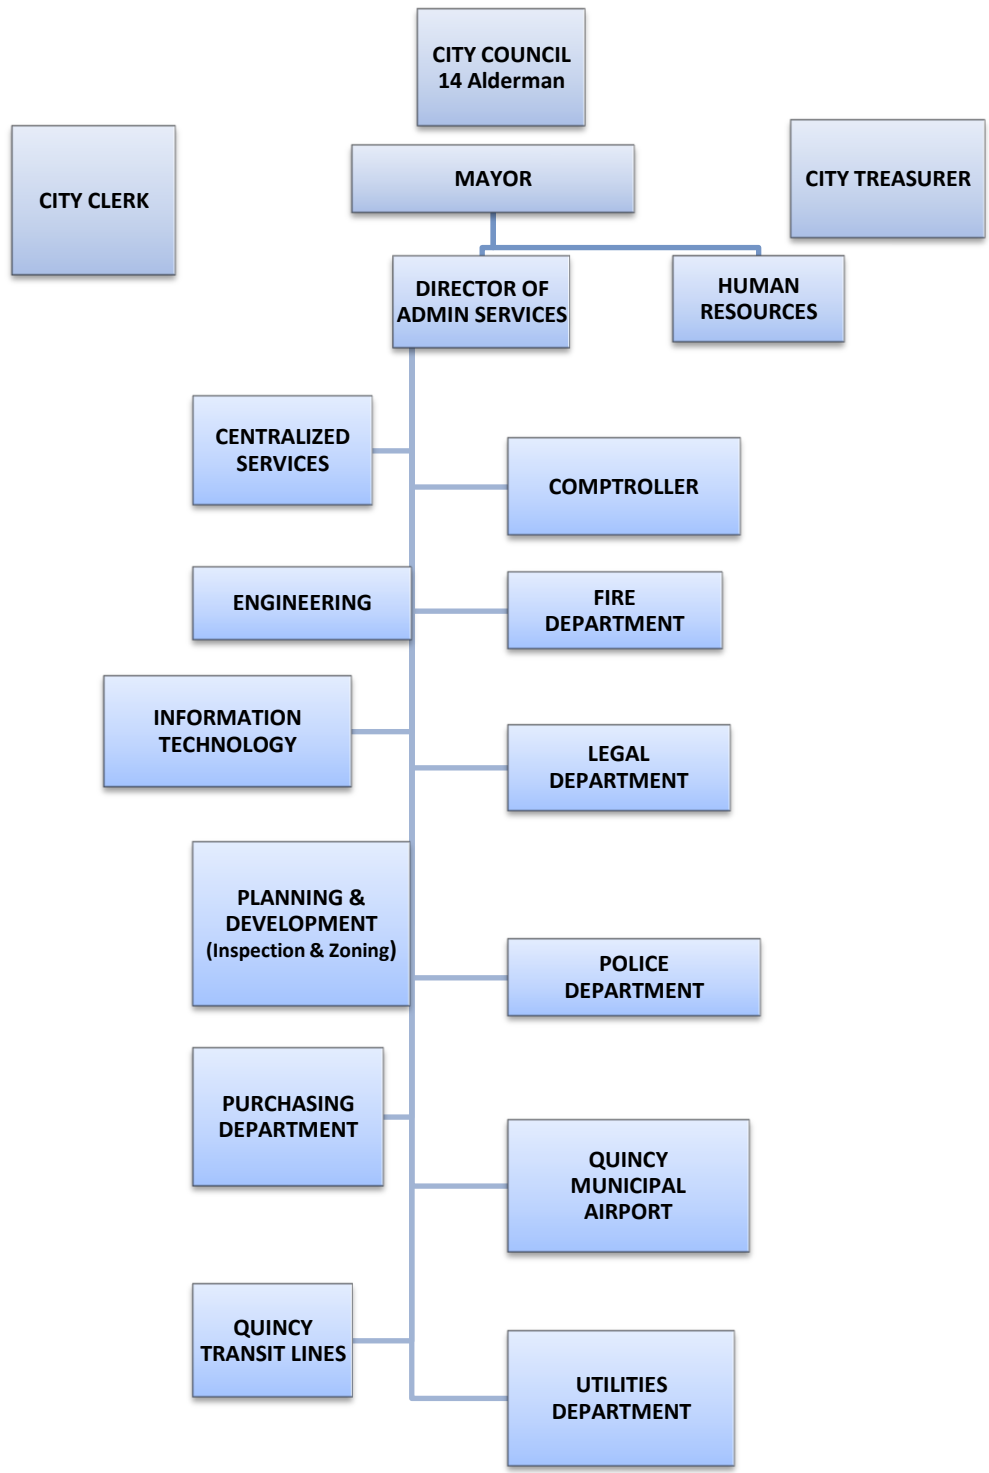 CITY COUNCIL
14 Alderman
CITY CLERK
MAYOR
CITY TREASURER
DIRECTOR OF
ADMIN SERVICES
HUMAN
RESOURCES
CENTRALIZED
SERVICES
COMPTROLLER
ENGINEERING
FIRE
DEPARTMENT
INFORMATION
TECHNOLOGY
LEGAL
DEPARTMENT
PLANNING &
DEVELOPMENT
(Inspection & Zoning)
POLICE
DEPARTMENT
PURCHASING
DEPARTMENT
QUINCY
MUNICIPAL
AIRPORT
QUINCY
TRANSIT LINES
UTILITIES
DEPARTMENT